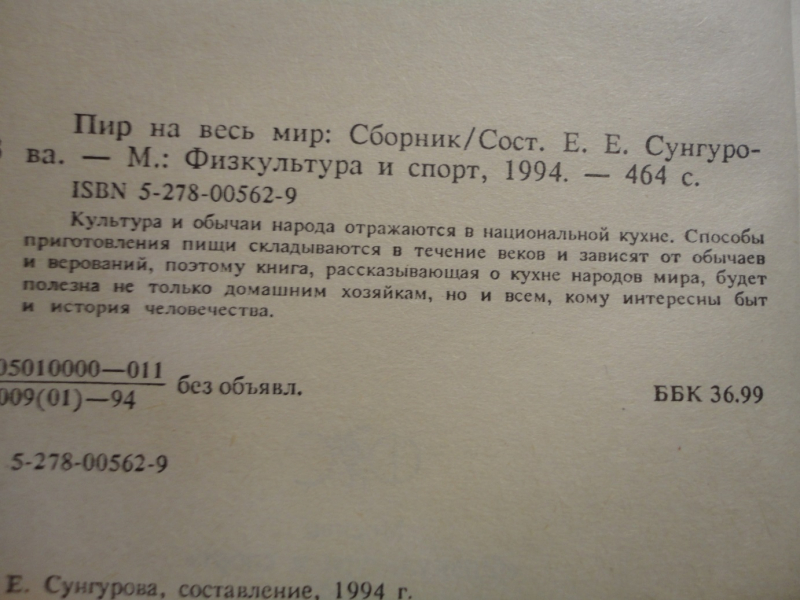 Пир на весь мир: Сборник/Сост. Е. Е. Сунгуро-
ва. — М.: Физкультура и спорт, 1994. — 464 с.
ISBN 5-278-00562-9
Культура и обычаи народа отражаются в национальной кухне. Способы
приготовления пищи складываются в течение веков и зависят от обычаев
и верований, поэтому книга, рассказывающая о кухне народов мира, будет
полезна не только домашним хозяйкам, но и всем, кому интересны быт
и история человечества.
05010000—011
009(01)—94
без объявл.
ББК 36.99
5-278-00562-9
Е. Сунгурова, составление, 1994 г.